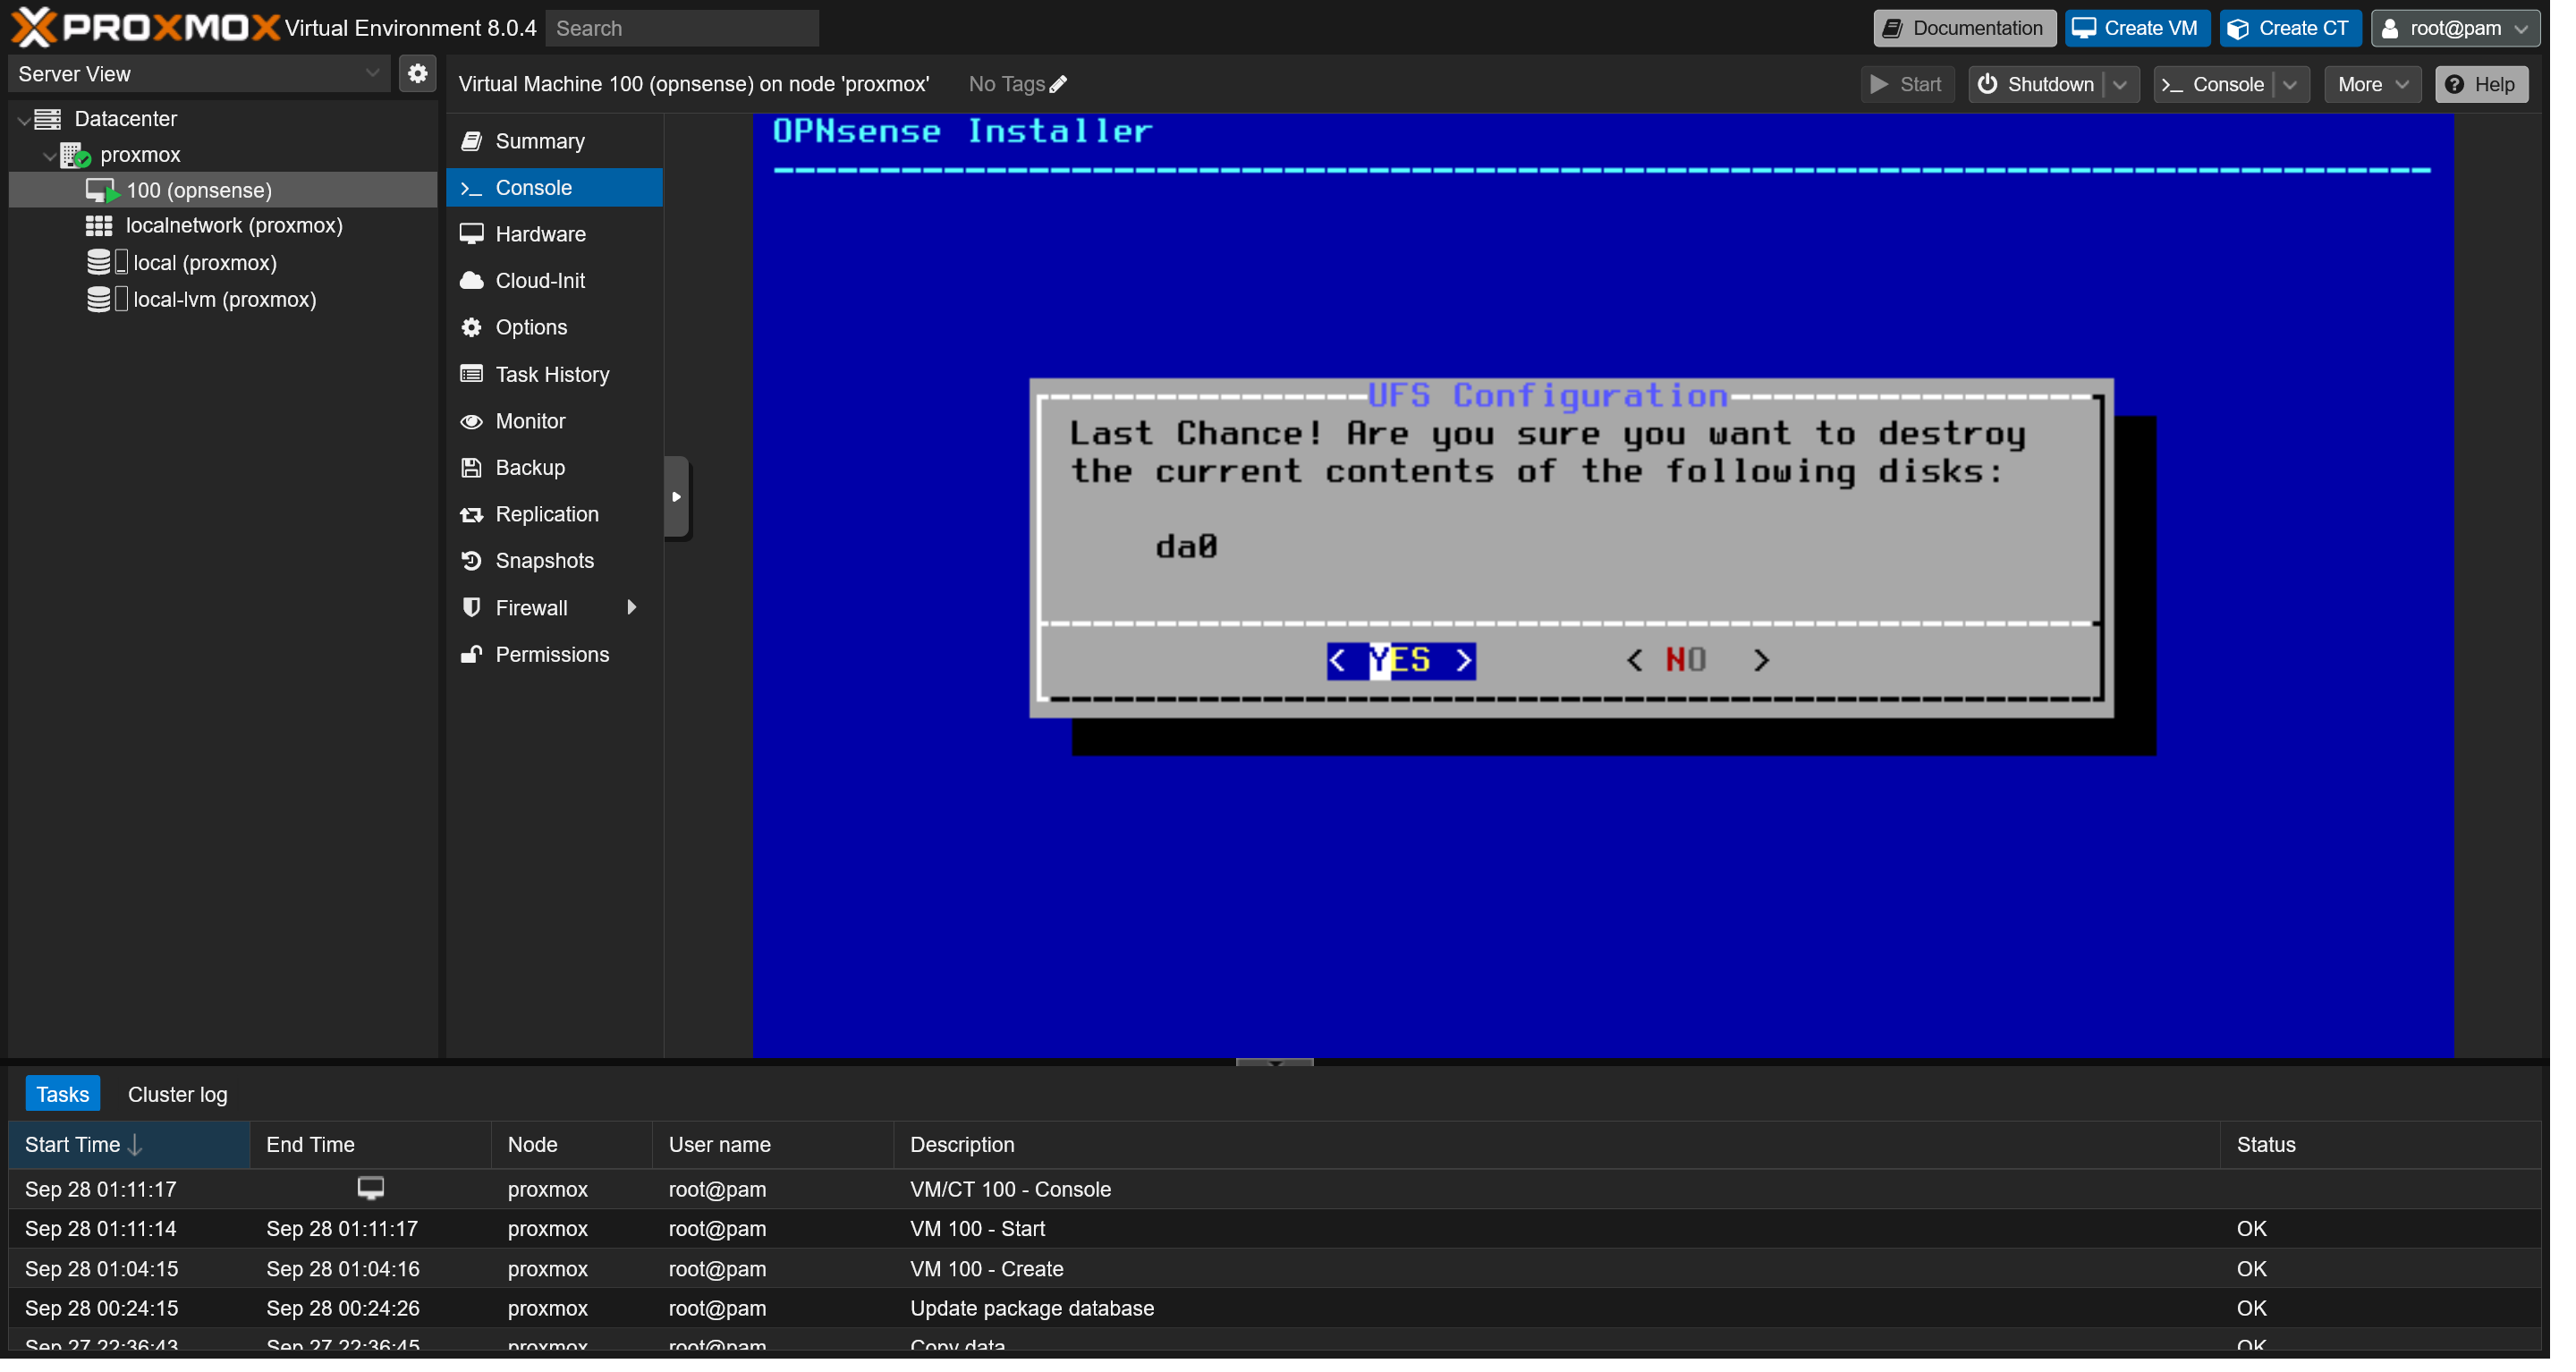 PROXMOX Virtual Environment 8.0.4 Search
Documentation Create VM Create CT root@pam
Server View
Virtual Machine 100 (opnsense) on node 'proxmox' No Tags Start Shutdown Console More Help
Datacenter
proxmox
100 (opnsense)
localnetwork (proxmox)
local (proxmox)
local-lvm (proxmox)
Summary
Console
Hardware
Cloud-Init
Options
Task History
Monitor
Backup
Replication
Snapshots
Firewall
Permissions
OPNsense Installer
UFS Configuration
Last Chance! Are you sure you want to destroy
the current contents of the following disks:
da0
< YES > < NO >
Tasks Cluster log
Start Time End Time Node User name Description Status
Sep 28 01:11:17 proxmox root@pam VM/CT 100 - Console
Sep 28 01:11:14 Sep 28 01:11:17 proxmox root@pam VM 100 - Start OK
Sep 28 01:04:15 Sep 28 01:04:16 proxmox root@pam VM 100 - Create OK
Sep 28 00:24:15 Sep 28 00:24:26 proxmox root@pam Update package database OK
Sep 27 22:36:43 Sep 27 22:36:45 proxmox root@pam Copy data OK